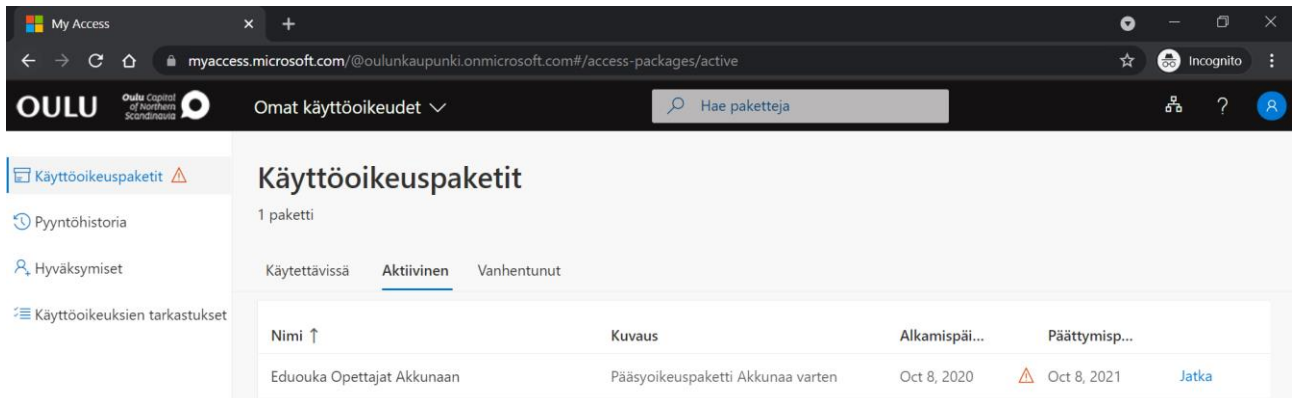 My Access
myaccess.microsoft.com/@oulunkaupunki.onmicrosoft.com#/access-packages/active
Incognito
OULU
Oulu Capital
of Northern
Scandinavia
Omat käyttöoikeudet
Hae paketteja
?
Käyttöoikeuspaketit
Pyyntöhistoria
Hyväksymiset
Käyttöoikeuksien tarkastukset
Käyttöoikeuspaketit
1 paketti
Käytettävissä Aktiivinen Vanhentunut
Nimi ↑ Kuvaus Alkamispäi... Päättymisp...
Eduouka Opettajat Akkunaan Pääsyoikeuspaketti Akkunaa varten Oct 8, 2020 Oct 8, 2021 Jatka